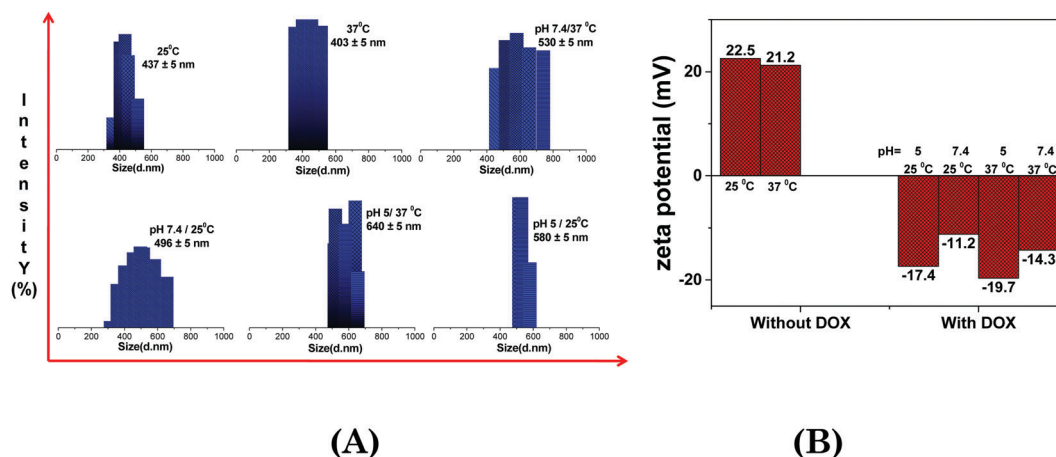 Intensity (%)
25⁰C
437 ± 5 nm
0 200 400 600 800 1000
Size(d.nm)
37⁰C
403 ± 5 nm
0 200 400 600 800 1000
Size(d.nm)
pH 7.4/37 ⁰C
530 ± 5 nm
0 200 400 600 800 1000
Size(d.nm)
pH 7.4 / 25⁰C
496 ± 5 nm
0 200 400 600 800 1000
Size(d.nm)
pH 5/ 37 ⁰C
640 ± 5 nm
0 200 400 600 800 1000
Size(d.nm)
pH 5 / 25⁰C
580 ± 5 nm
0 200 400 600 800 1000
Size(d.nm)
(A)
zeta potential (mV)
20
0
-20
22.5
21.2
25 ⁰C
37 ⁰C
pH= 5 7.4 5 7.4
25 ⁰C 25 ⁰C 37 ⁰C 37 ⁰C
-17.4
-11.2
-19.7
-14.3
Without DOX
With DOX
(B)